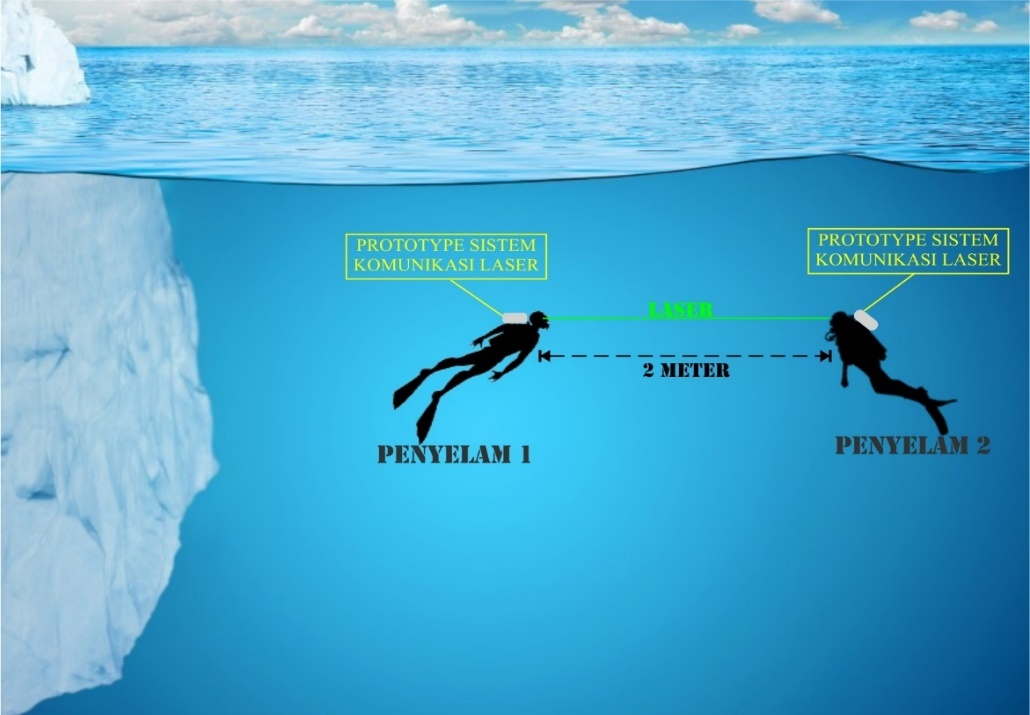 PROTOTYPE SISTEM
KOMUNIKASI LASER
PROTOTYPE SISTEM
KOMUNIKASI LASER
LASER
2 METER
PENYELAM 1
PENYELAM 2